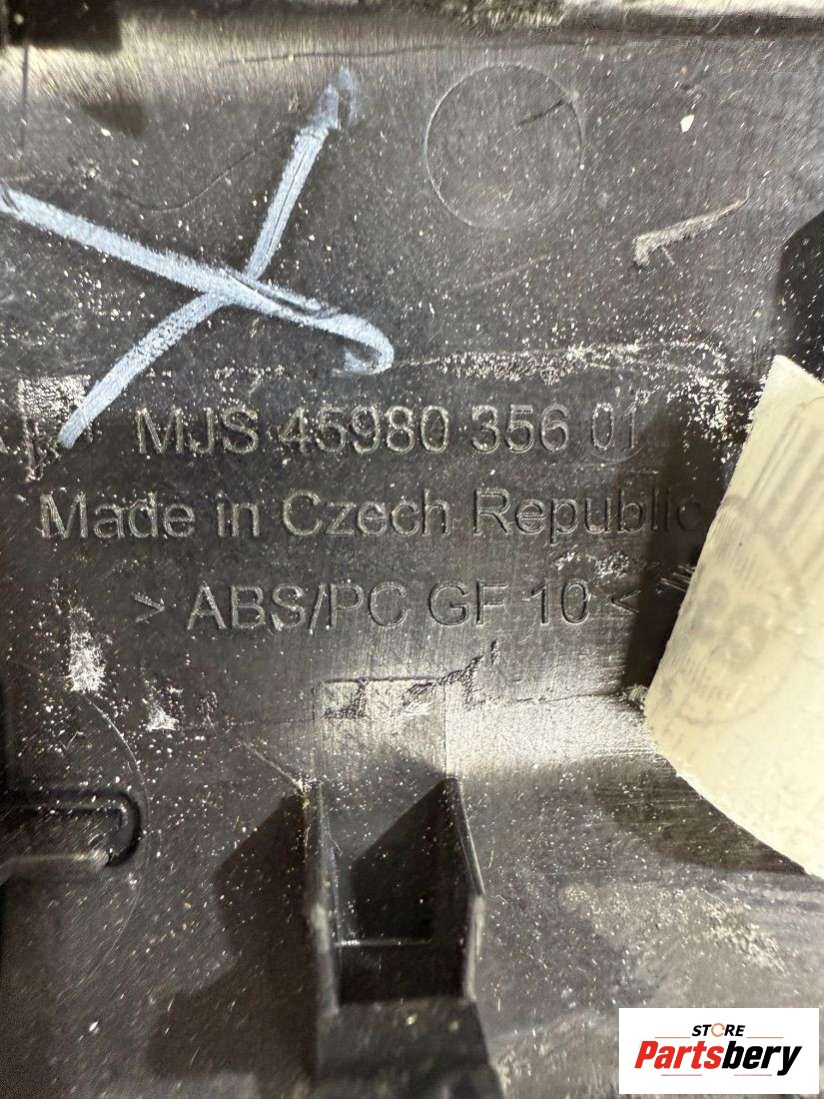 MJS 45980 356 01
Made in Czech Republic
> ABS/PC GF 10 <
STORE
Partsbery